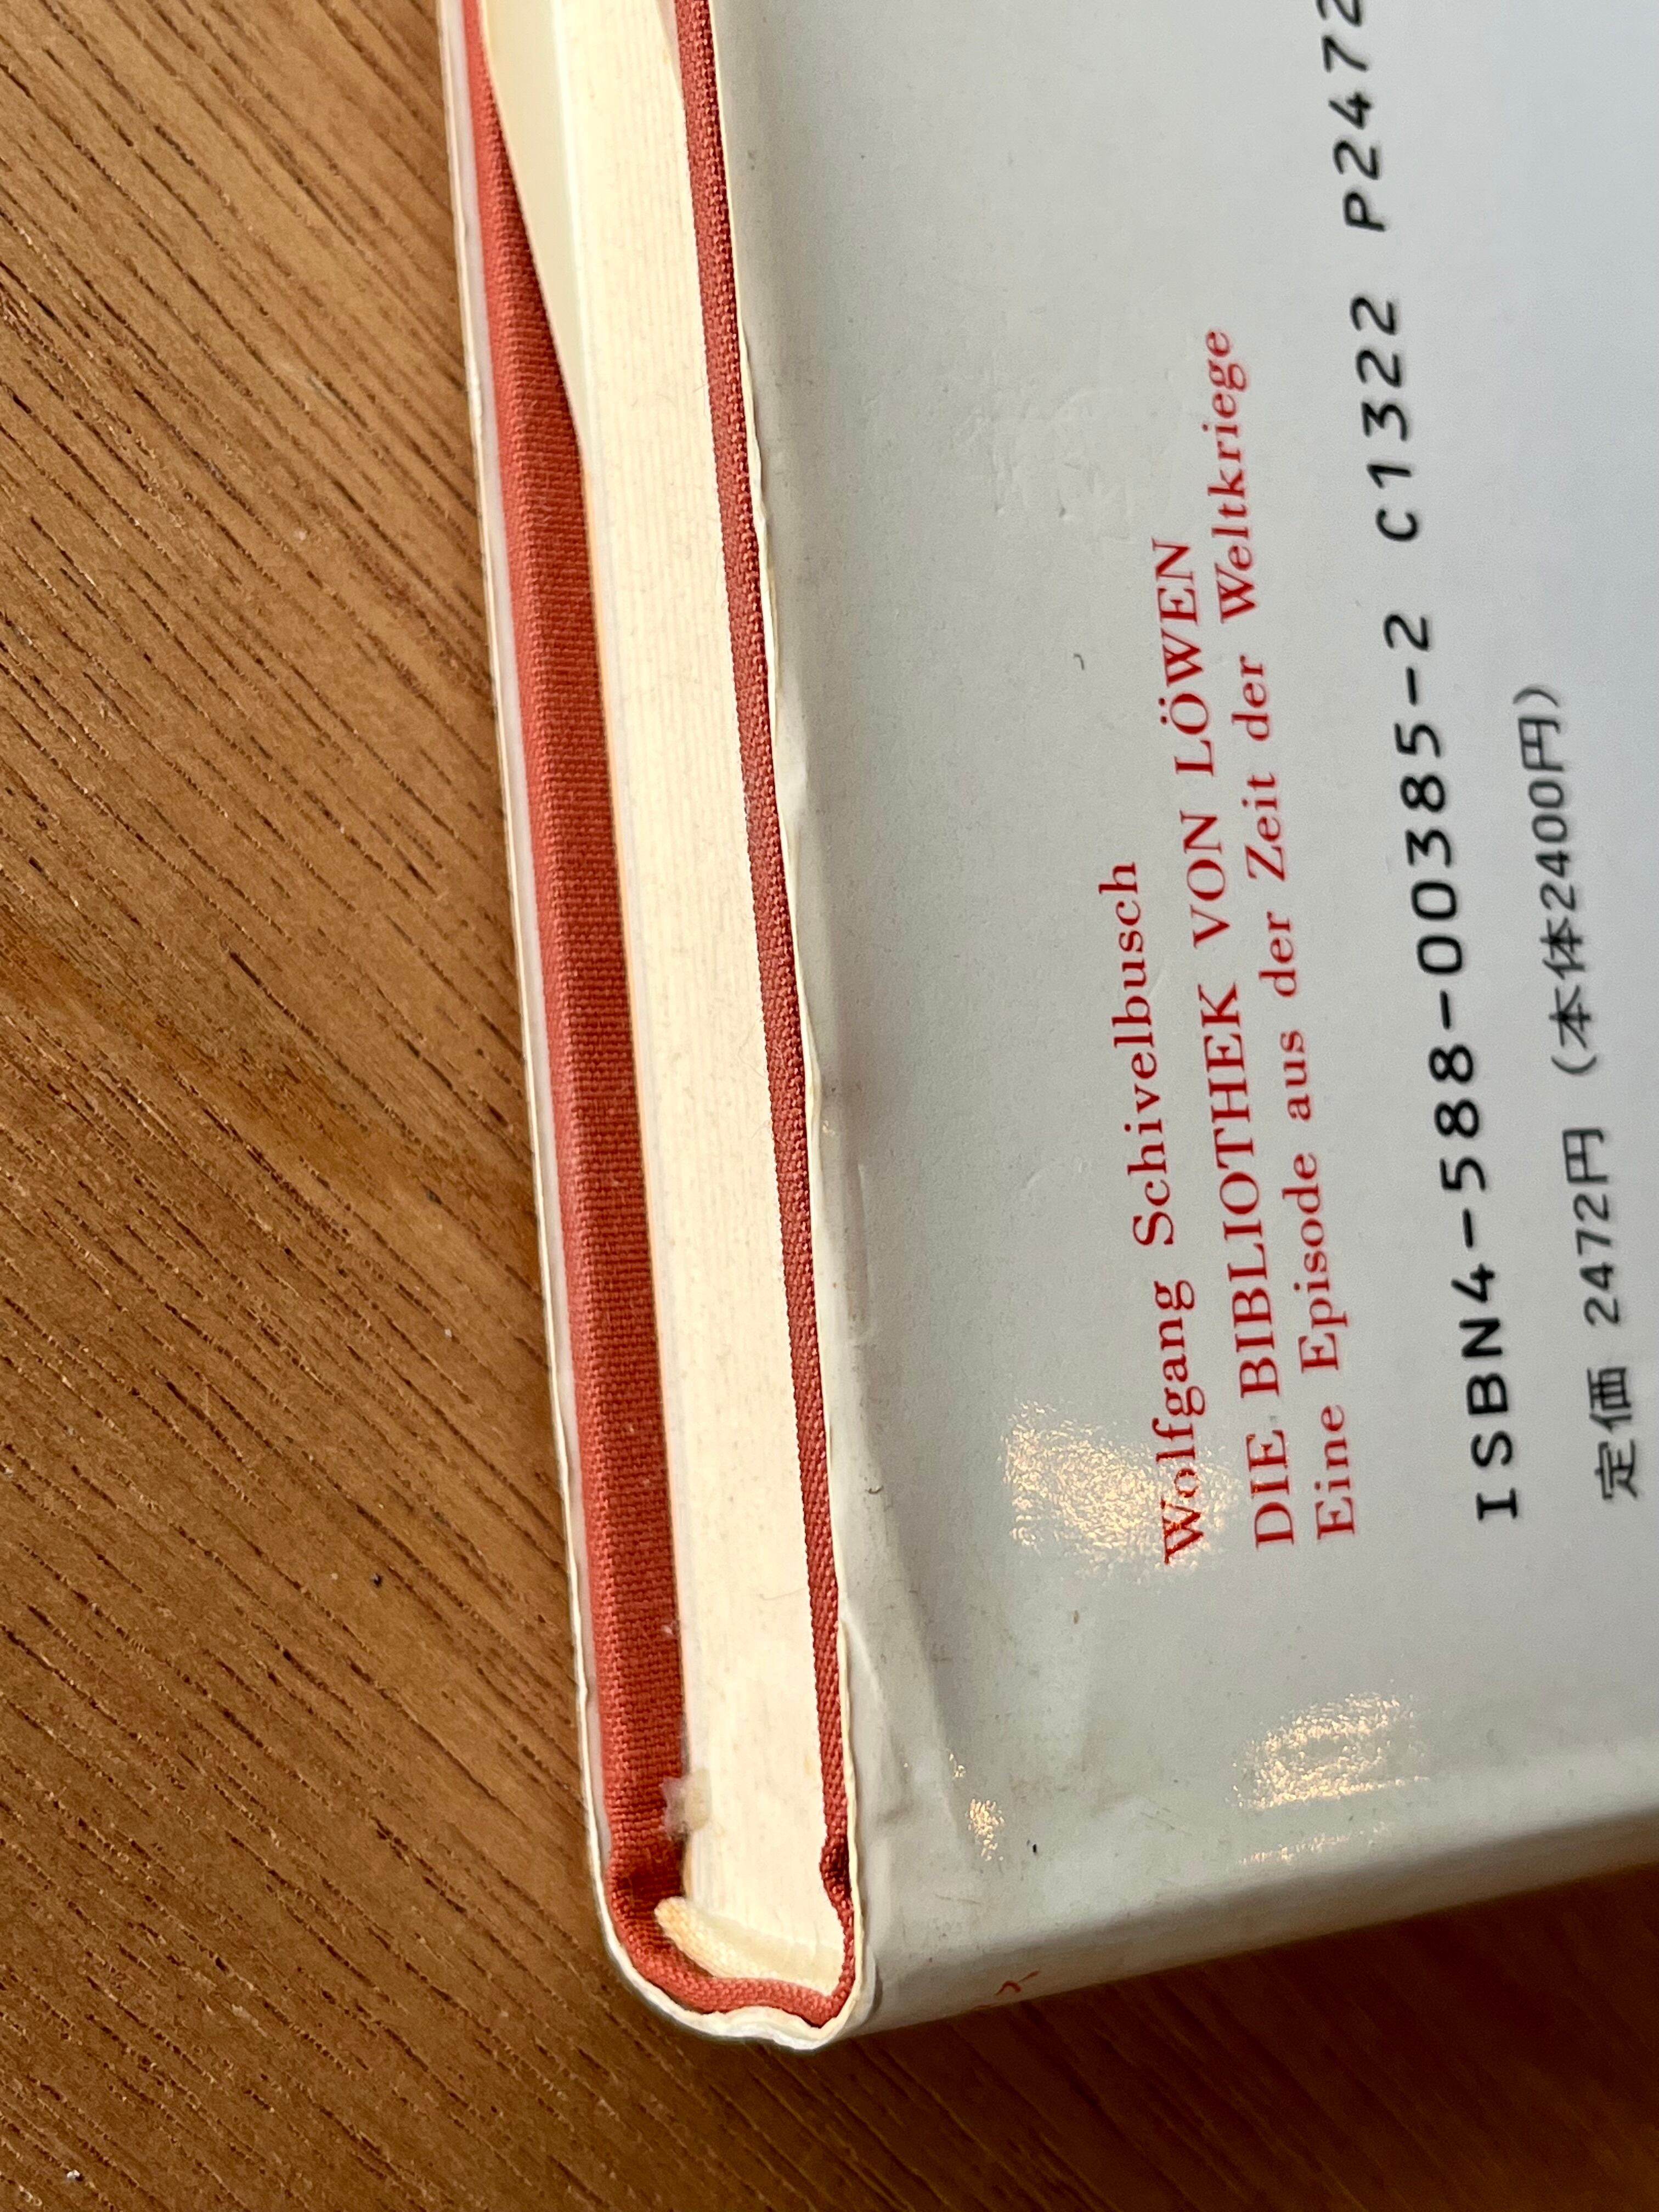 Wolfgang Schivelbusch
DIE BIBLIOTHEK VON LÖWEN
Eine Episode aus der Zeit der Weltkriege
ISBN4-588-00385-2 C1322 P2472
定価 2472円 (本体2400円)